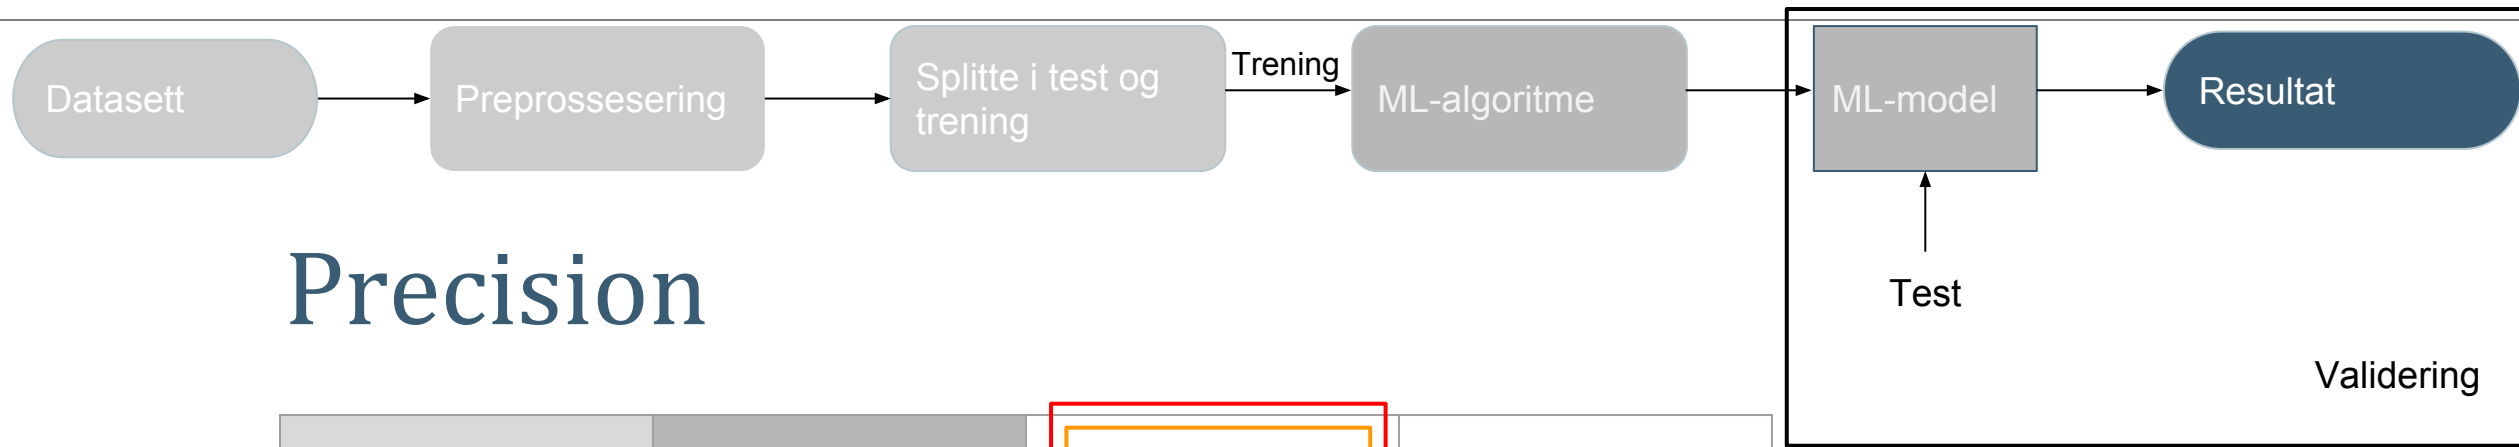 Datasett
Preprossesering
Splitte i test og
trening
Trening
ML-algoritme
ML-model
Resultat
Test
Precision
Validering